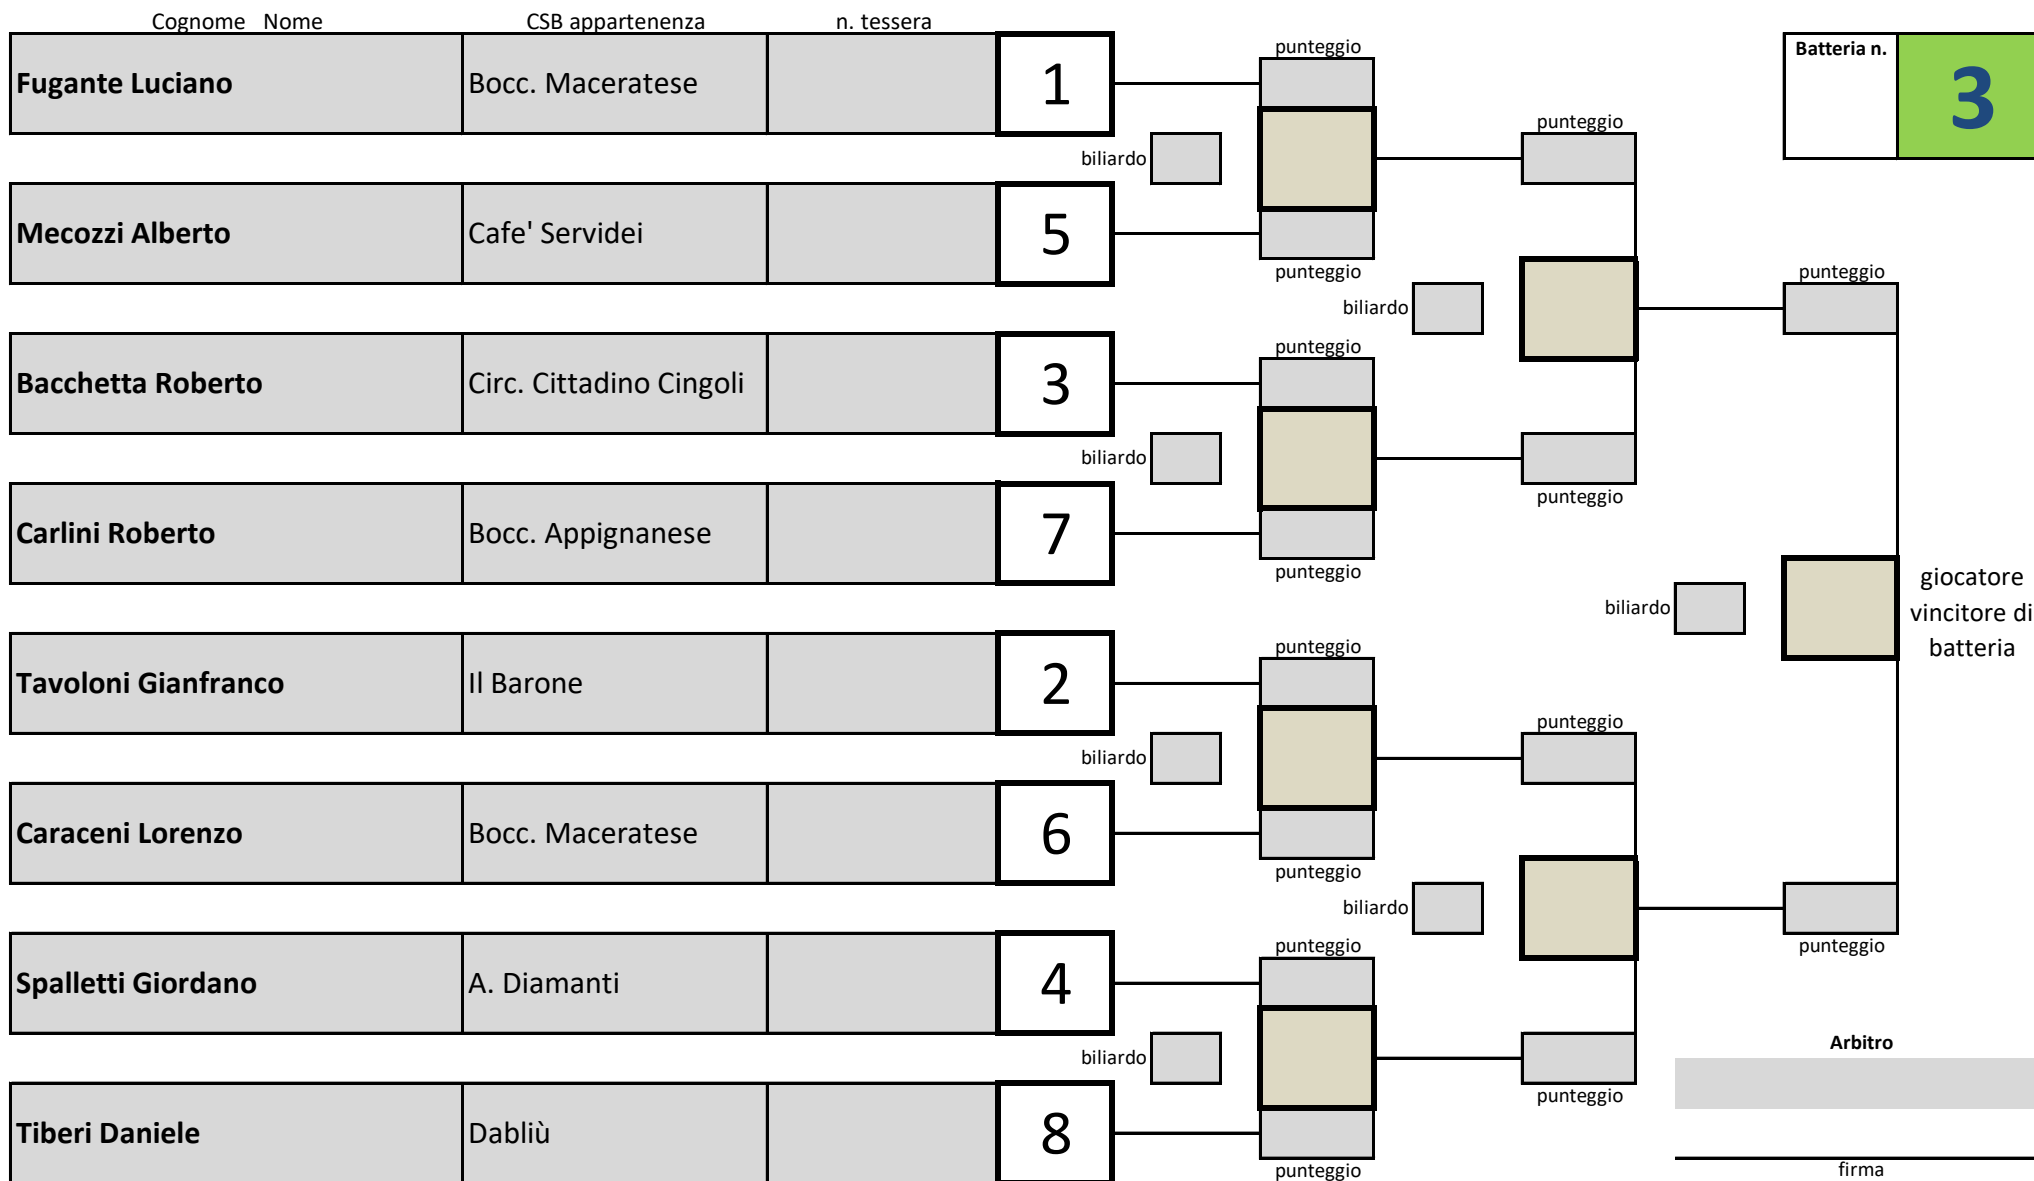 Cognome Nome CSB appartenenza n. tessera
Batteria n. 3
Fugante Luciano Bocc. Maceratese 1
punteggio
biliardo
punteggio
Mecozzi Alberto Cafe' Servidei 5
punteggio
biliardo
punteggio
Bacchetta Roberto Circ. Cittadino Cingoli 3
punteggio
biliardo
punteggio
Carlini Roberto Bocc. Appignanese 7
punteggio
biliardo
giocatore
vincitore di
batteria
Tavoloni Gianfranco Il Barone 2
punteggio
biliardo
punteggio
Caraceni Lorenzo Bocc. Maceratese 6
punteggio
biliardo
punteggio
Spalletti Giordano A. Diamanti 4
punteggio
biliardo
punteggio
Tiberi Daniele Dabliù 8
punteggio
Arbitro
firma